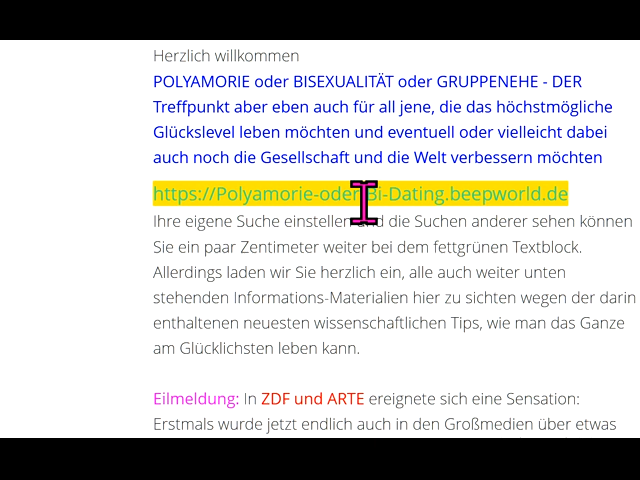 Herzlich willkommen
POLYAMORIE oder BISEXUALITÄT oder GRUPPENEHE - DER
Treffpunkt aber eben auch für all jene, die das höchstmögliche
Glückslevel leben möchten und eventuell oder vielleicht dabei
auch noch die Gesellschaft und die Welt verbessern möchten
https://Polyamorie-oder-Bi-Dating.beepworld.de
Ihre eigene Suche einstellen und die Suchen anderer sehen können
Sie ein paar Zentimeter weiter bei dem fettgrünen Textblock.
Allerdings laden wir Sie herzlich ein, alle auch weiter unten
stehenden Informations-Materialien hier zu sichten wegen der darin
enthaltenen neuesten wissenschaftlichen Tips, wie man das Ganze
am Glücklichsten leben kann.
Eilmeldung: In ZDF und ARTE ereignete sich eine Sensation:
Erstmals wurde jetzt endlich auch in den Großmedien über etwas